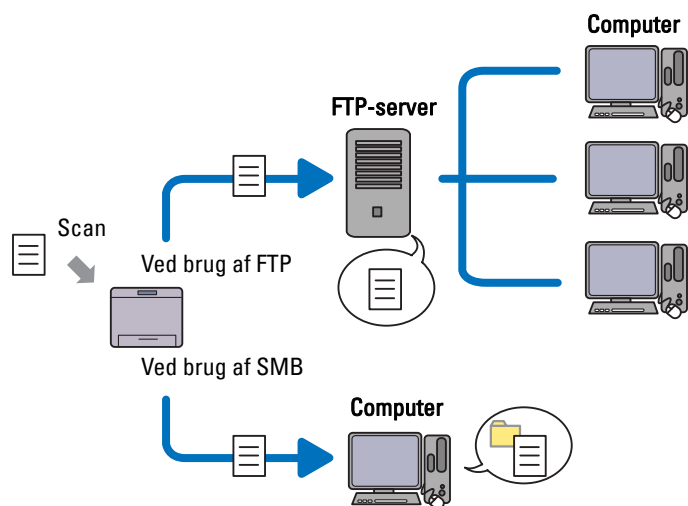 Computer
FTP-server
Scan
Ved brug af FTP
Ved brug af SMB
Computer